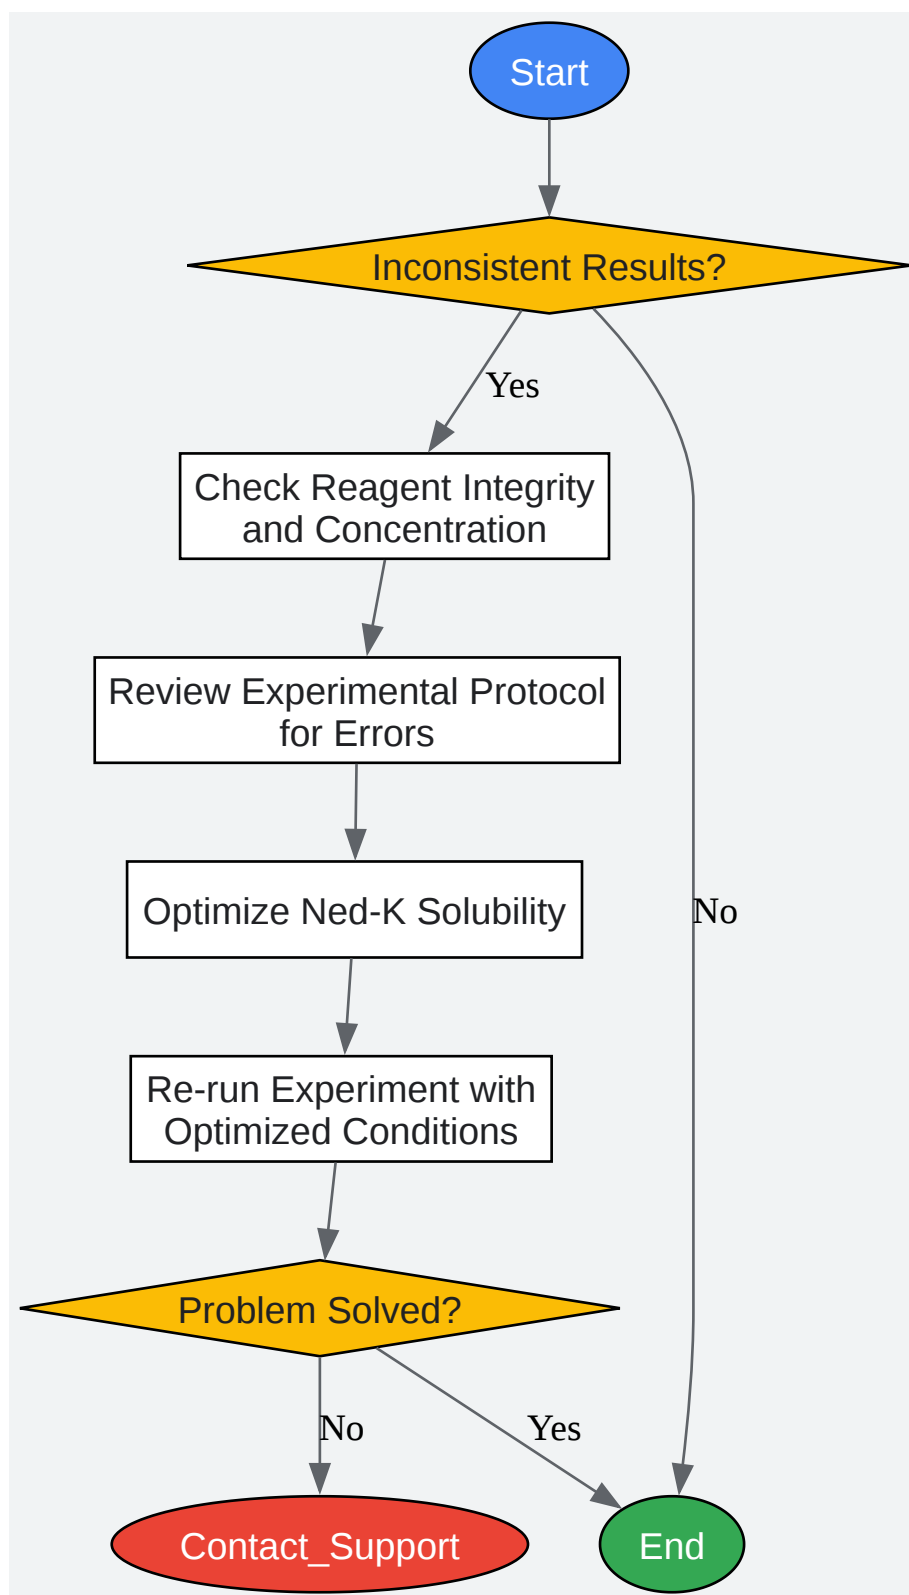 Start
Inconsistent Results?
Yes
Check Reagent Integrity
and Concentration
Review Experimental Protocol
for Errors
Optimize Ned-K Solubility
No
Re-run Experiment with
Optimized Conditions
Problem Solved?
No
Yes
Contact_Support
End